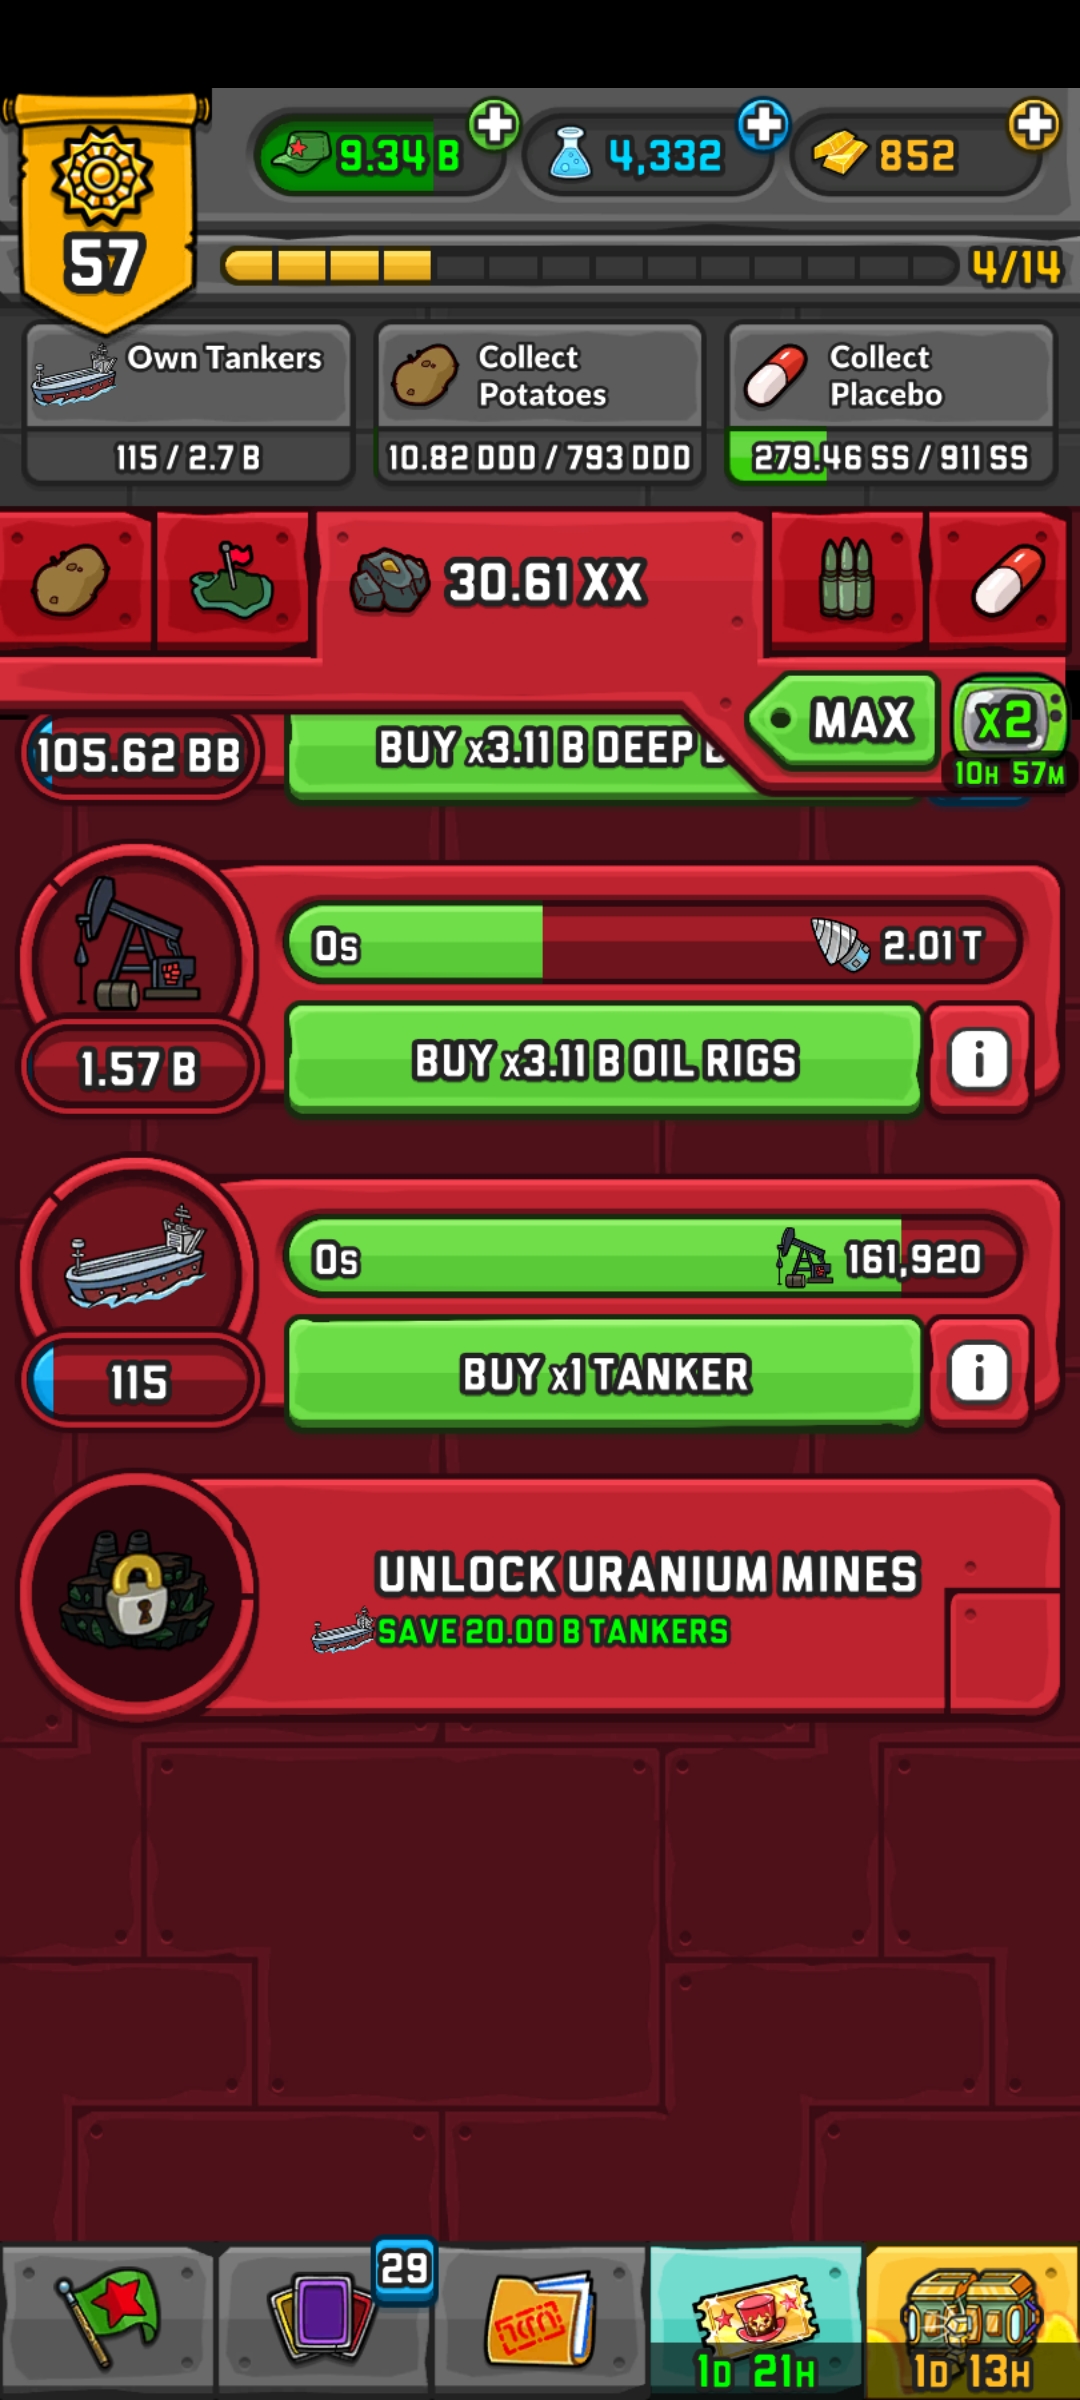 57
9.34 B
4,332
852
4/14
Own Tankers
115 / 2.7 B
Collect
Potatoes
10.82 DDD / 793 DDD
Collect
Placebo
279.46 SS / 911 SS
30.61 XX
MAX
x2
10H 57M
105.62 BB
BUY x3.11 B DEEP
0s
2.01 T
1.57 B
BUY x3.11 B OIL RIGS
i
0s
161,920
115
BUY x1 TANKER
i
UNLOCK URANIUM MINES
SAVE 20.00 B TANKERS
29
1D 21H
1D 13H